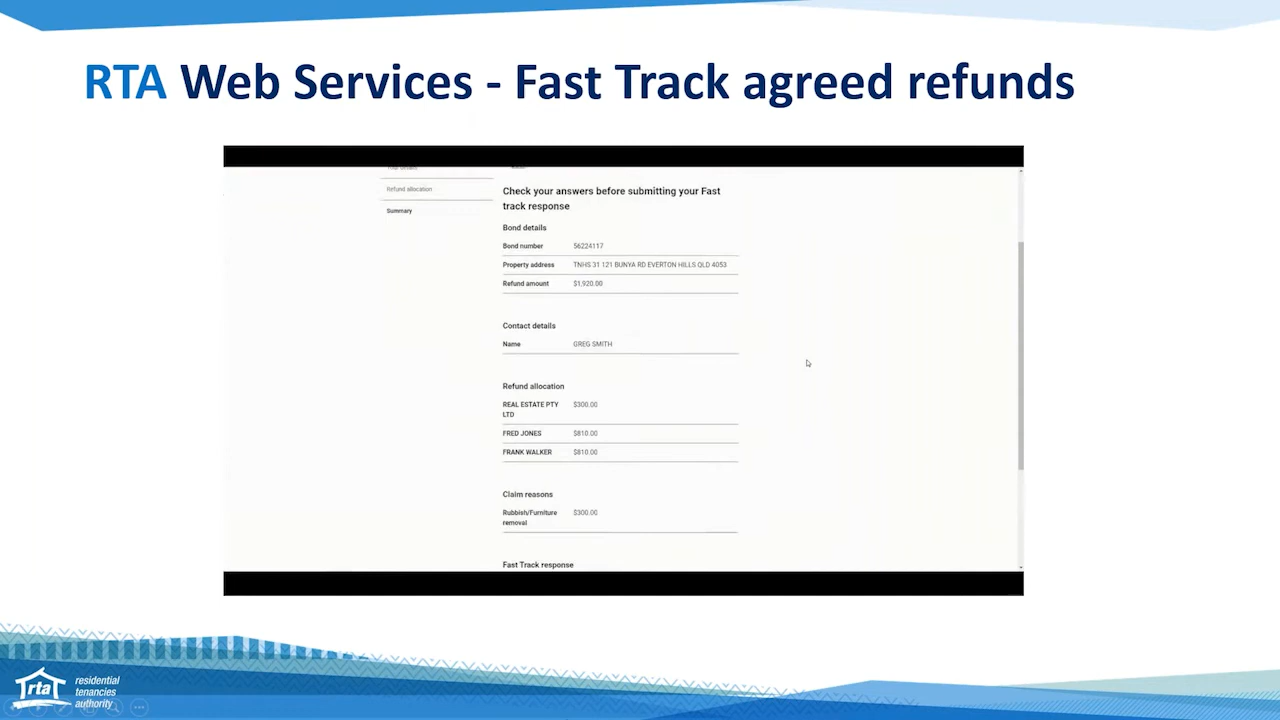 RTA Web Services - Fast Track agreed refunds
Your details
Refund allocation
Summary
Check your answers before submitting your Fast
track response
Bond details
Bond number 56224117
Property address TNHS 31 121 BUNYA RD EVERTON HILLS QLD 4053
Refund amount $1,920.00
Contact details
Name GREG SMITH
Refund allocation
REAL ESTATE PTY $300.00
LTD
FRED JONES $810.00
FRANK WALKER $810.00
Claim reasons
Rubbish/Furniture $300.00
removal
Fast Track response
rta residential
tenancies
authority